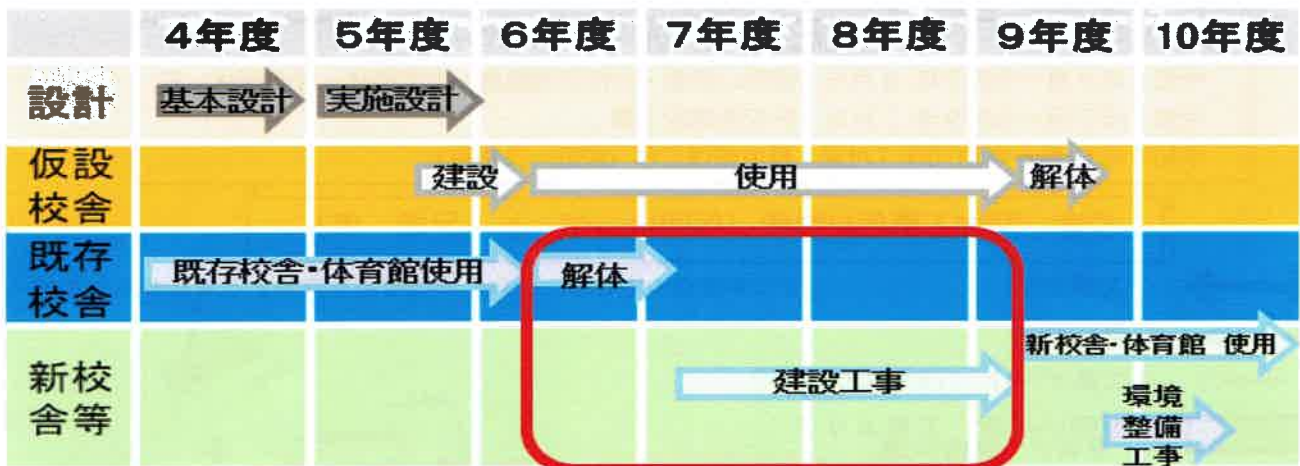 4年度 5年度 6年度 7年度 8年度 9年度 10年度
設計
基本設計 実施設計
仮設
校舎
建設 使用 解体
既存
校舎
既存校舎・体育館使用 解体
新校
舎等
新校舎・体育館 使用
建設工事
環境
整備
工事